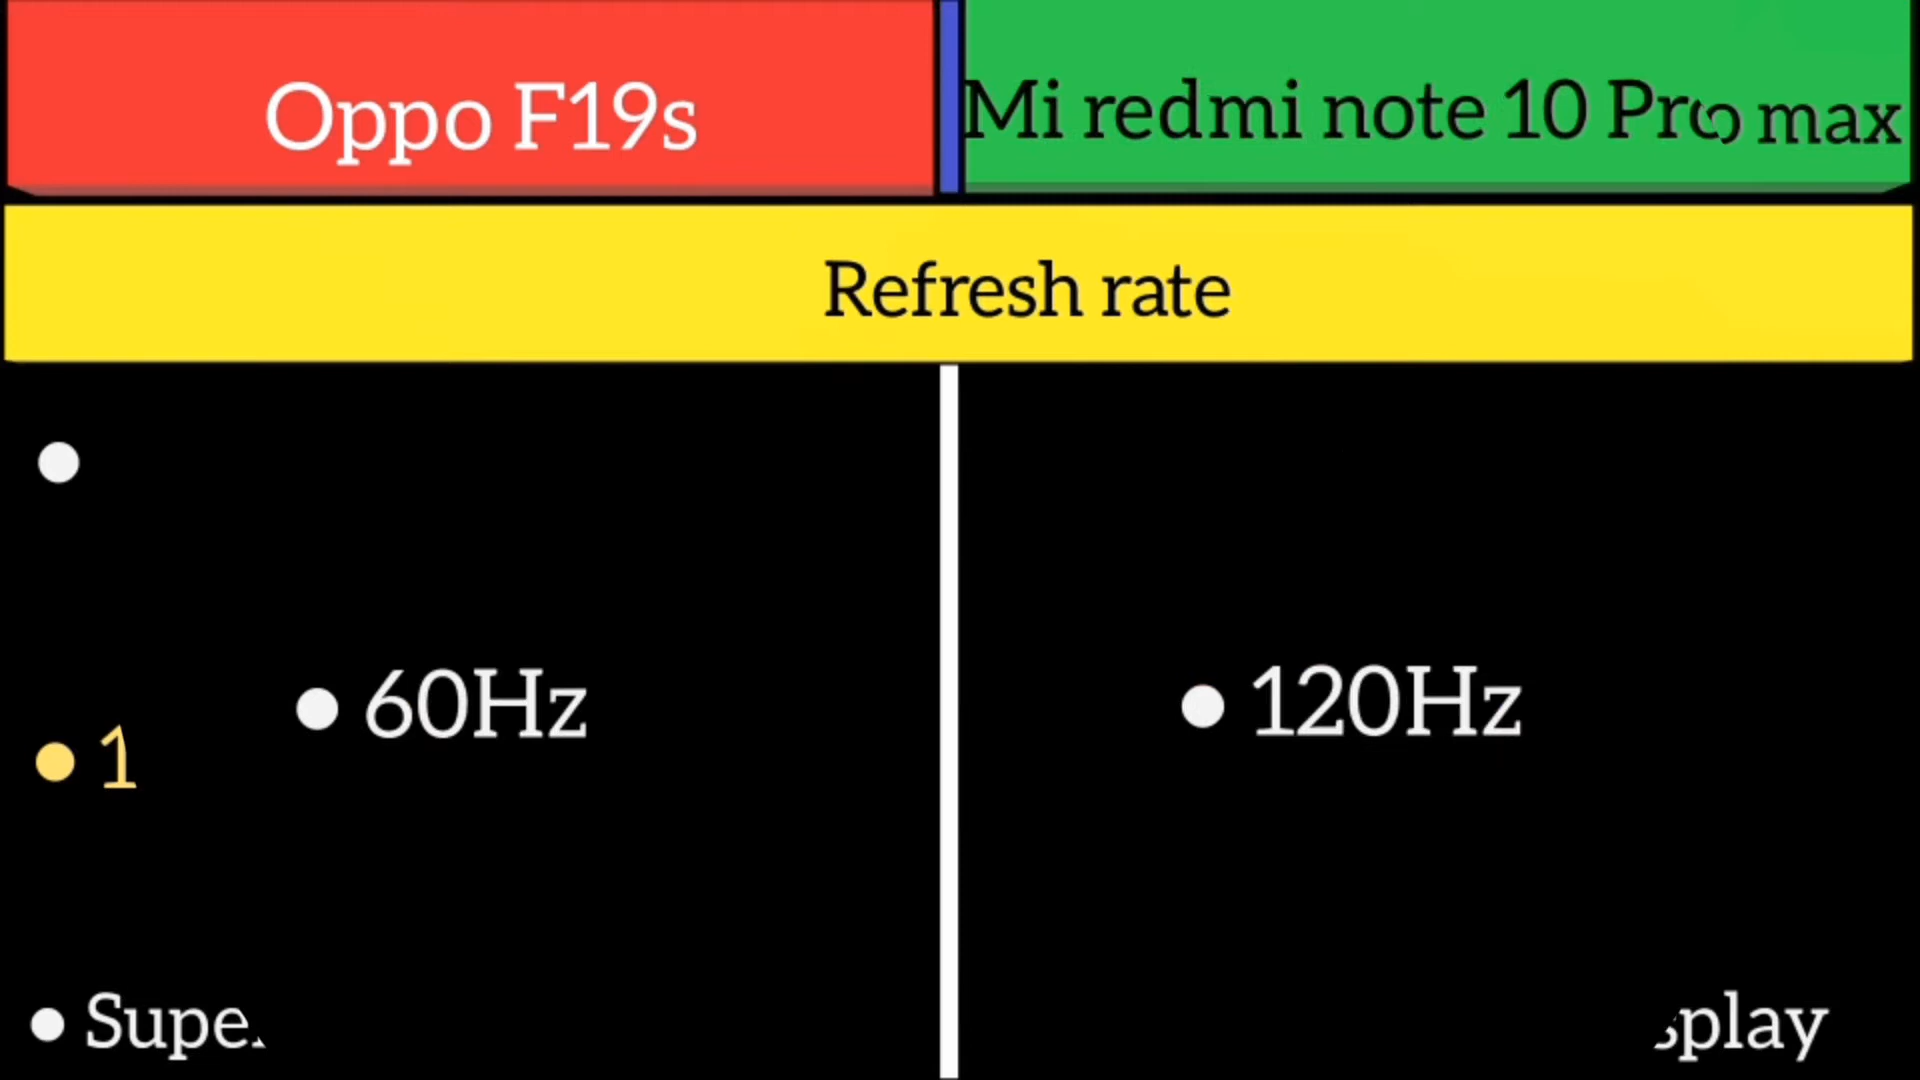 Oppo F19s
Mi redmi note 10 Pro max
Refresh rate
• 60Hz
• 120Hz
• 1